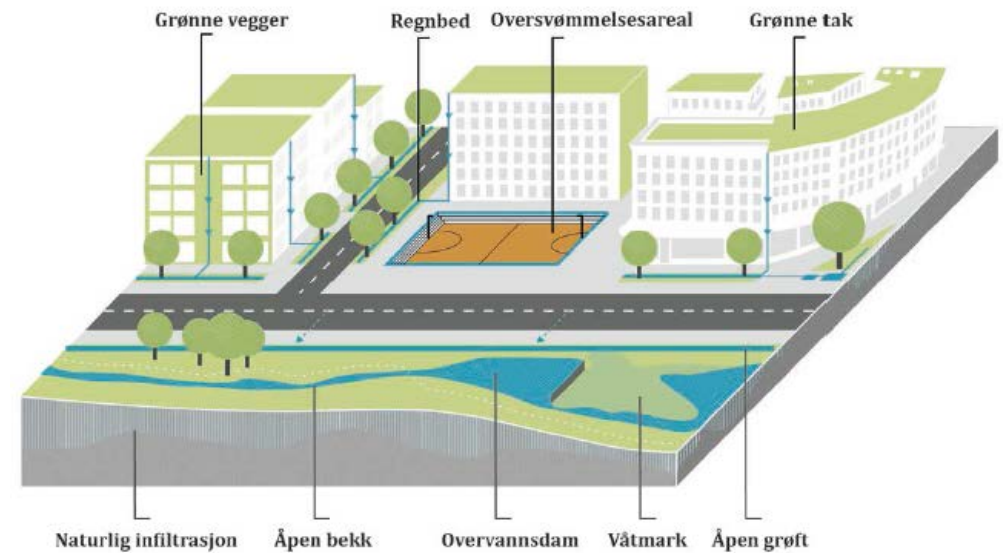 Grønne vegger
Regnbed
Oversvømmelsesareal
Grønne tak
Naturlig infiltrasjon
Åpen bekk
Overvannsdam
Våtmark
Åpen grøft